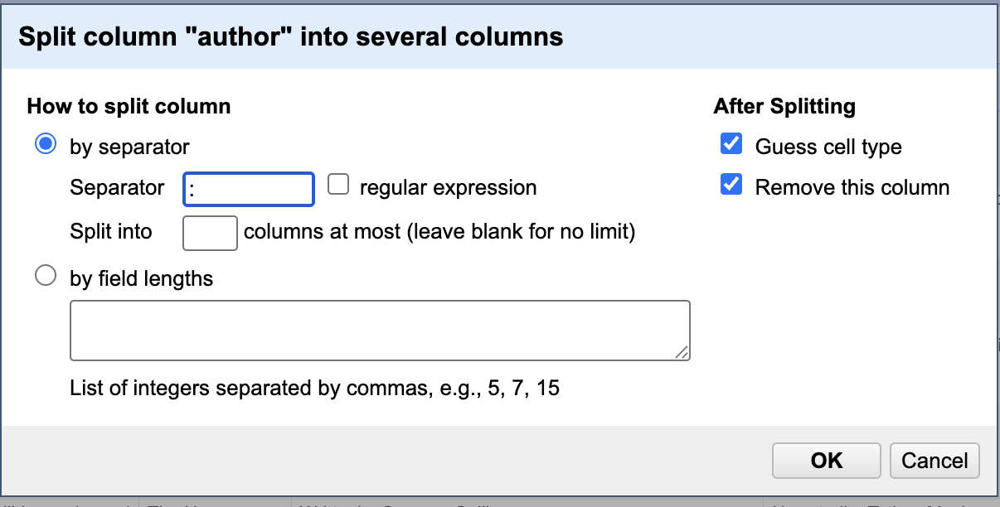 Split column "author" into several columns
How to split column
by separator
Separator : regular expression
Split into columns at most (leave blank for no limit)
by field lengths
List of integers separated by commas, e.g., 5, 7, 15
After Splitting
Guess cell type
Remove this column
OK Cancel